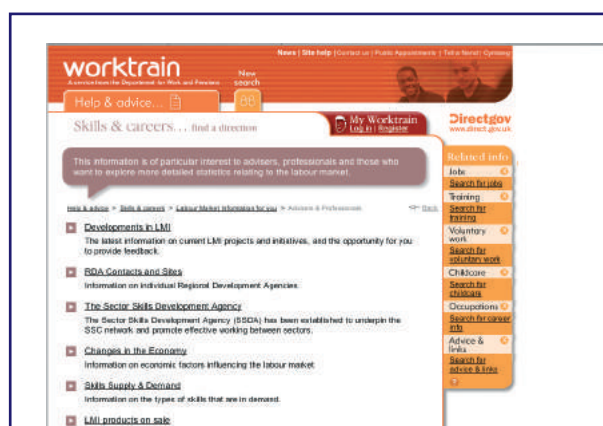 News | Site help | Contact us | Public Appointments | Tell a friend | Cymraeg
worktrain
A service from the Department for Work and Pensions
New
search
Help & advice...
Skills & careers... find a direction
My Worktrain
Log in | Register
Directgov
www.direct.gov.uk
This information is of particular interest to advisers, professionals and those who
want to explore more detailed statistics relating to the labour market.
Help & advice > Skills & careers > Labour Market Information for you > Advisers & Professionals
Back
Developments in LMI
The latest information on current LMI projects and initiatives, and the opportunity for you
to provide feedback.
RDA Contacts and Sites
Information on individual Regional Development Agencies.
The Sector Skills Development Agency
The Sector Skills Development Agency (SSDA) has been established to underpin the
SSC network and promote effective working between sectors.
Changes in the Economy
Information on economic factors influencing the labour market
Skills Supply & Demand
Information on the types of skills that are in demand.
LMI products on sale
Related info
Jobs
Search for jobs
Training
Search for
training
Voluntary
work
Search for
voluntary work
Childcare
Search for
childcare
Occupations
Search for career
info
Advice &
links
Search for
advice & links